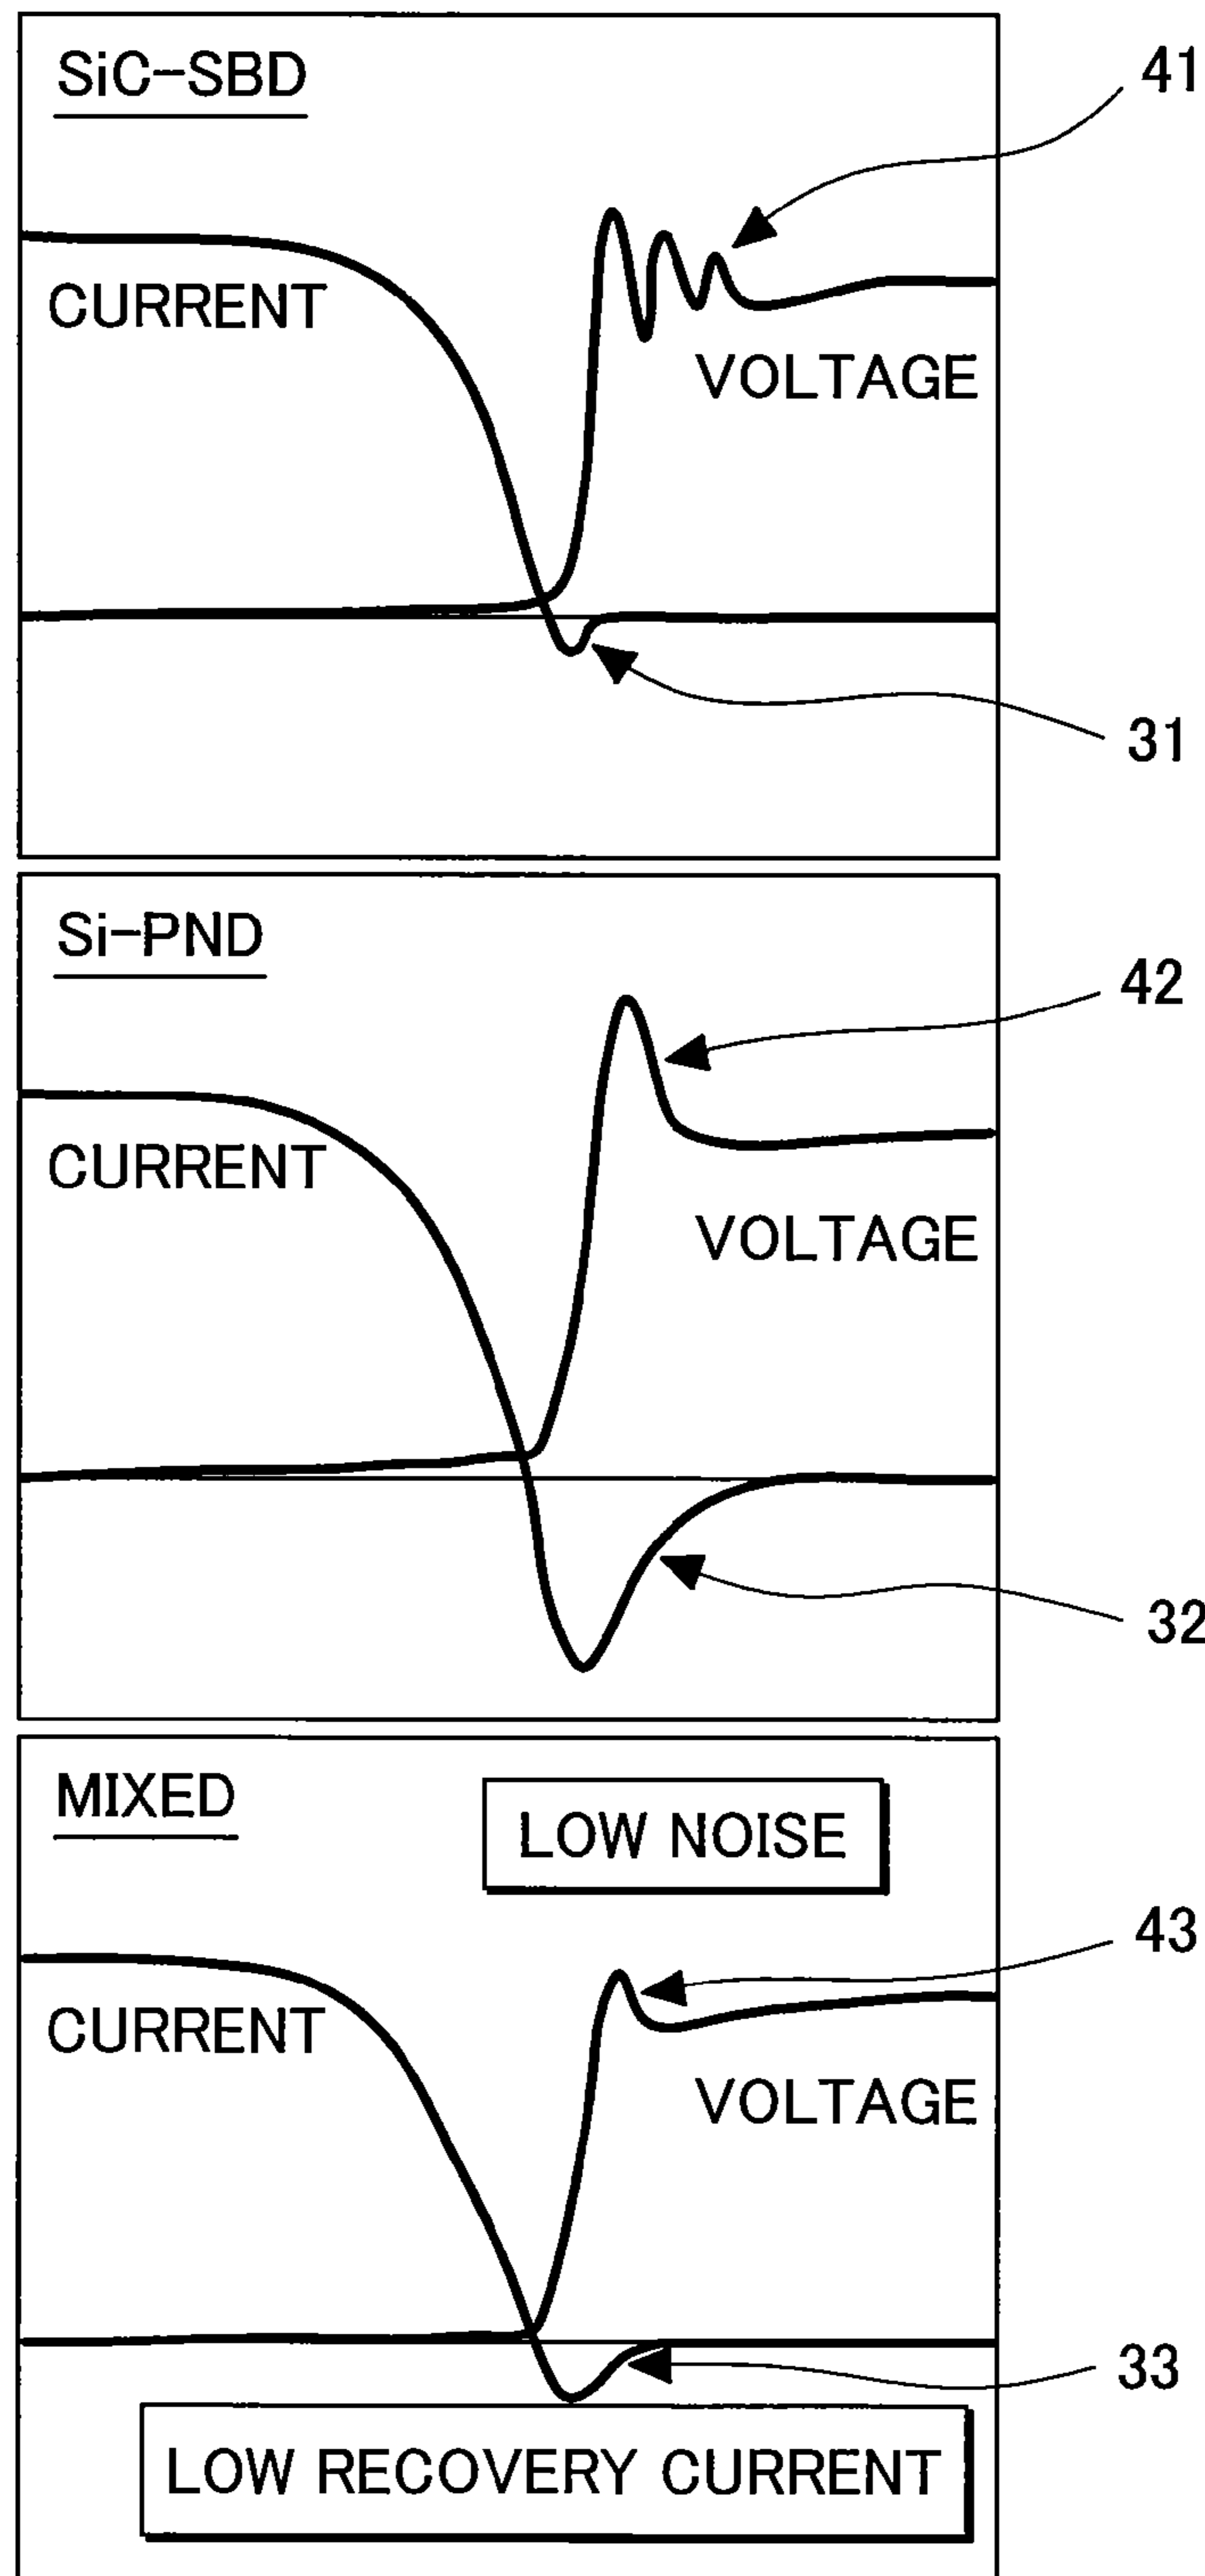 SiC-SBD
41
CURRENT
VOLTAGE
31
Si-PND
42
CURRENT
VOLTAGE
32
MIXED
LOW NOISE
43
CURRENT
VOLTAGE
33
LOW RECOVERY CURRENT